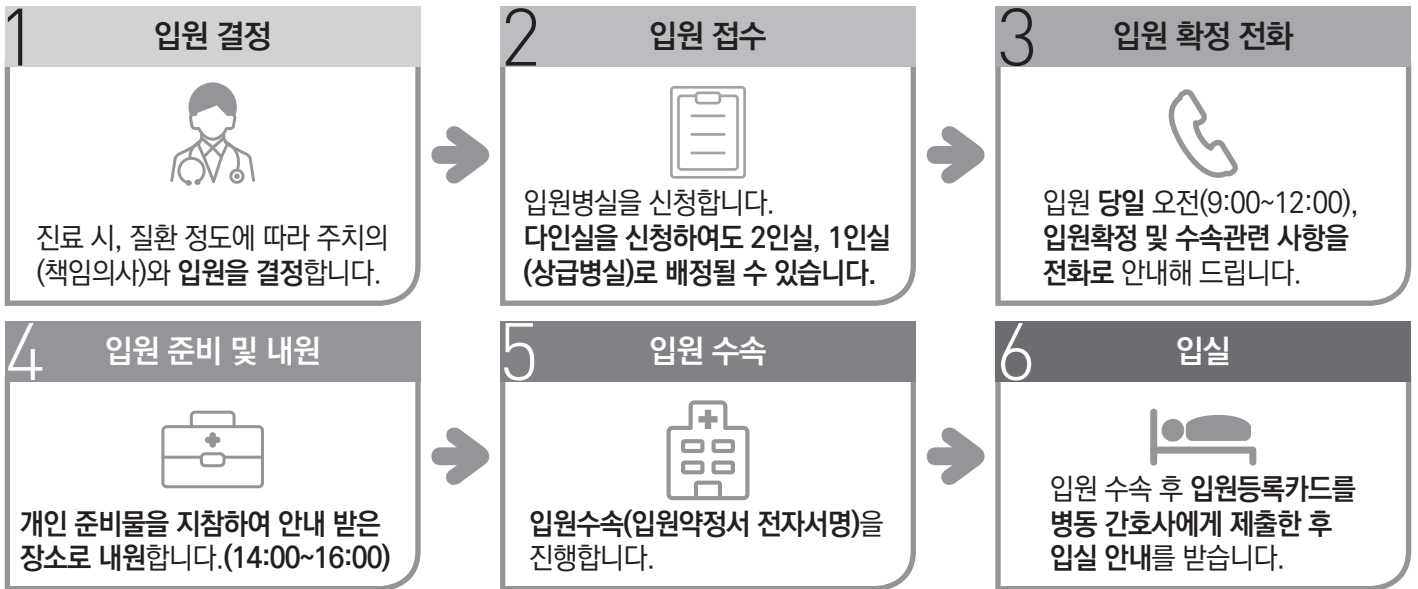 1 입원 결정
진료 시, 질환 정도에 따라 주치의
(책임의사)와 입원을 결정합니다.
2 입원 접수
입원병실을 신청합니다.
다인실을 신청하여도 2인실, 1인실
(상급병실)로 배정될 수 있습니다.
3 입원 확정 전화
입원 당일 오전(9:00~12:00),
입원확정 및 수속관련 사항을
전화로 안내해 드립니다.
4 입원 준비 및 내원
개인 준비물을 지참하여 안내 받은
장소로 내원합니다.(14:00~16:00)
5 입원 수속
입원수속(입원약정서 전자서명)을
진행합니다.
6 입실
입원 수속 후 입원등록카드를
병동 간호사에게 제출한 후
입실 안내를 받습니다.